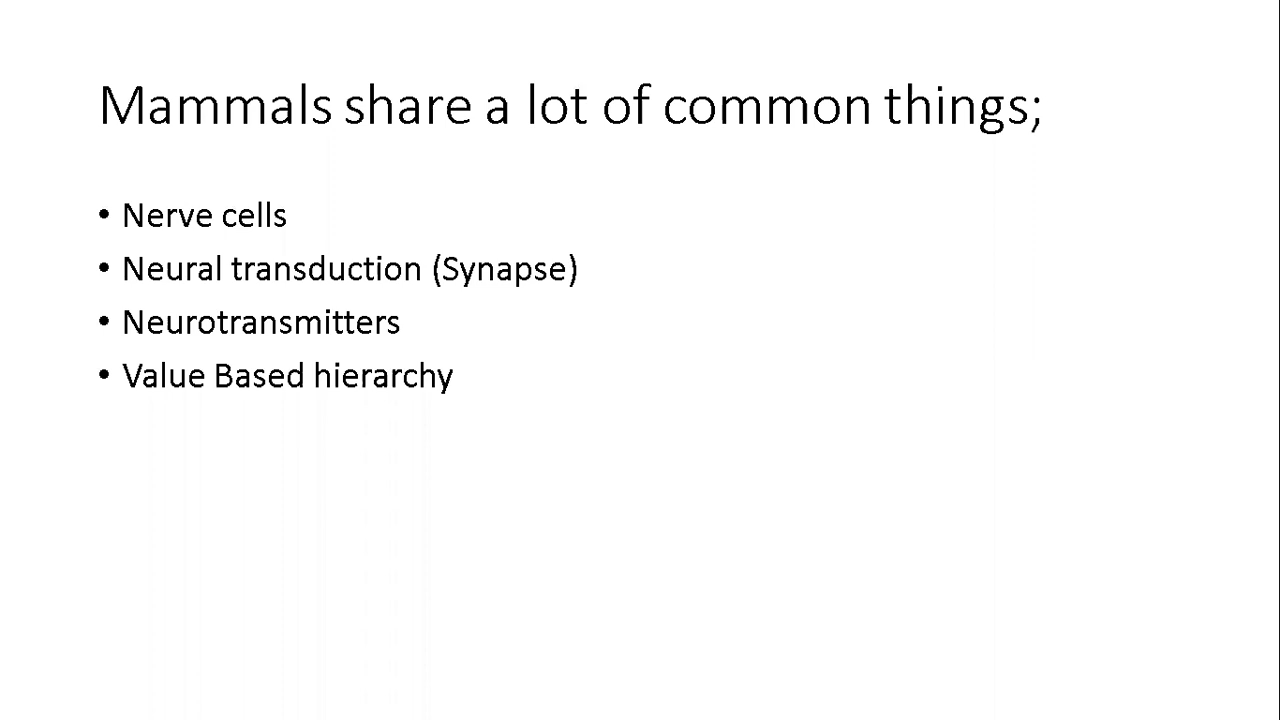 Mammals share a lot of common things;
• Nerve cells
• Neural transduction (Synapse)
• Neurotransmitters
• Value Based hierarchy